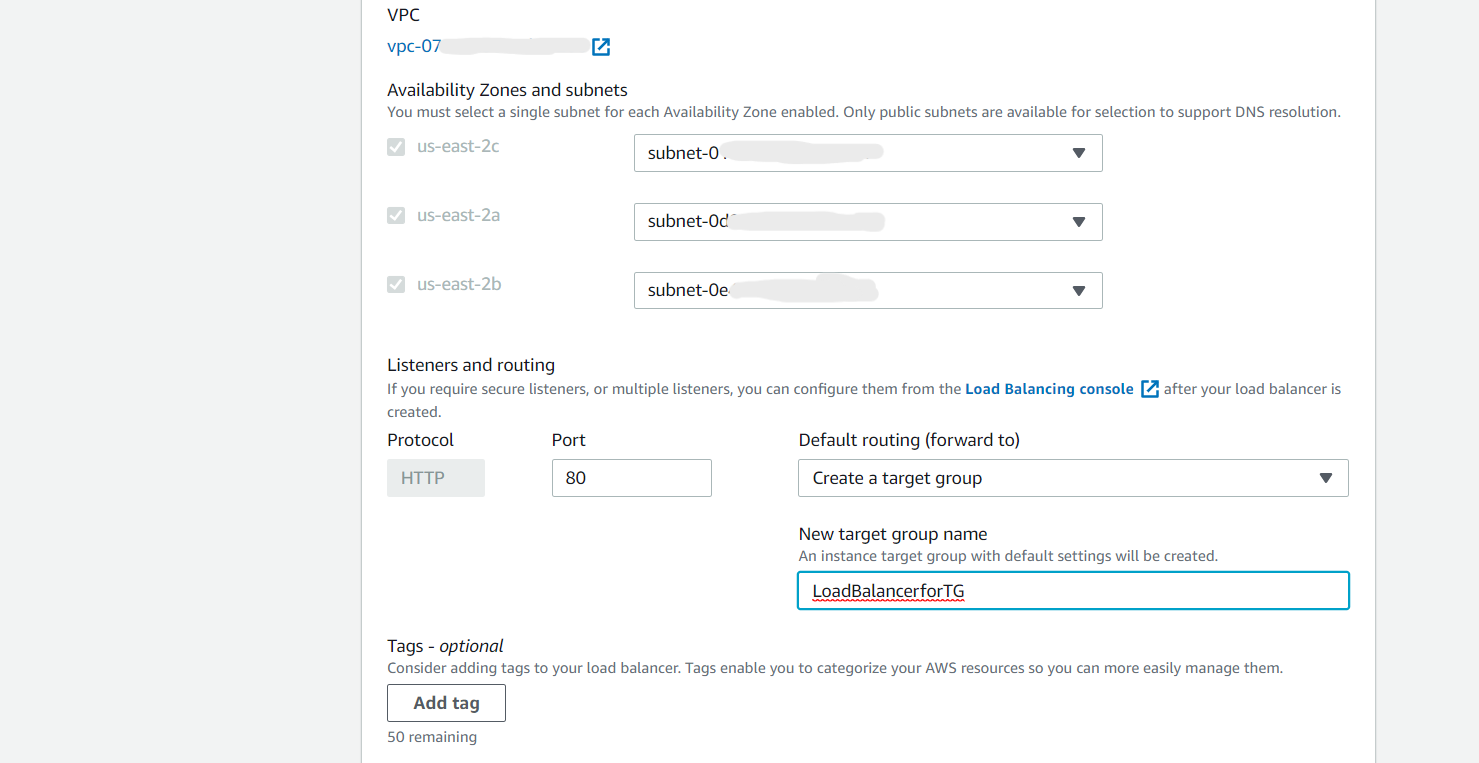 VPC
vpc-07
Availability Zones and subnets
You must select a single subnet for each Availability Zone enabled. Only public subnets are available for selection to support DNS resolution.
us-east-2c
subnet-0
us-east-2a
subnet-0d
us-east-2b
subnet-0e
Listeners and routing
If you require secure listeners, or multiple listeners, you can configure them from the Load Balancing console after your load balancer is
created.
Protocol Port Default routing (forward to)
HTTP 80 Create a target group
New target group name
An instance target group with default settings will be created.
LoadBalancerforTG
Tags - optional
Consider adding tags to your load balancer. Tags enable you to categorize your AWS resources so you can more easily manage them.
Add tag
50 remaining